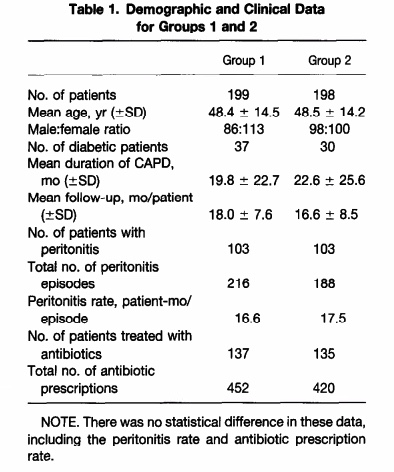 Table 1. Demographic and Clinical Data
for Groups 1 and 2
Group 1 Group 2
No. of patients 199 198
Mean age, yr (±SD) 48.4 ± 14.5 48.5 ± 14.2
Male:female ratio 86:113 98:100
No. of diabetic patients 37 30
Mean duration of CAPD,
mo (±SD) 19.8 ± 22.7 22.6 ± 25.6
Mean follow-up, mo/patient
(±SD) 18.0 ± 7.6 16.6 ± 8.5
No. of patients with
peritonitis 103 103
Total no. of peritonitis
episodes 216 188
Peritonitis rate, patient-mo/
episode 16.6 17.5
No. of patients treated with
antibiotics 137 135
Total no. of antibiotic
prescriptions 452 420
NOTE. There was no statistical difference in these data,
including the peritonitis rate and antibiotic prescription
rate.